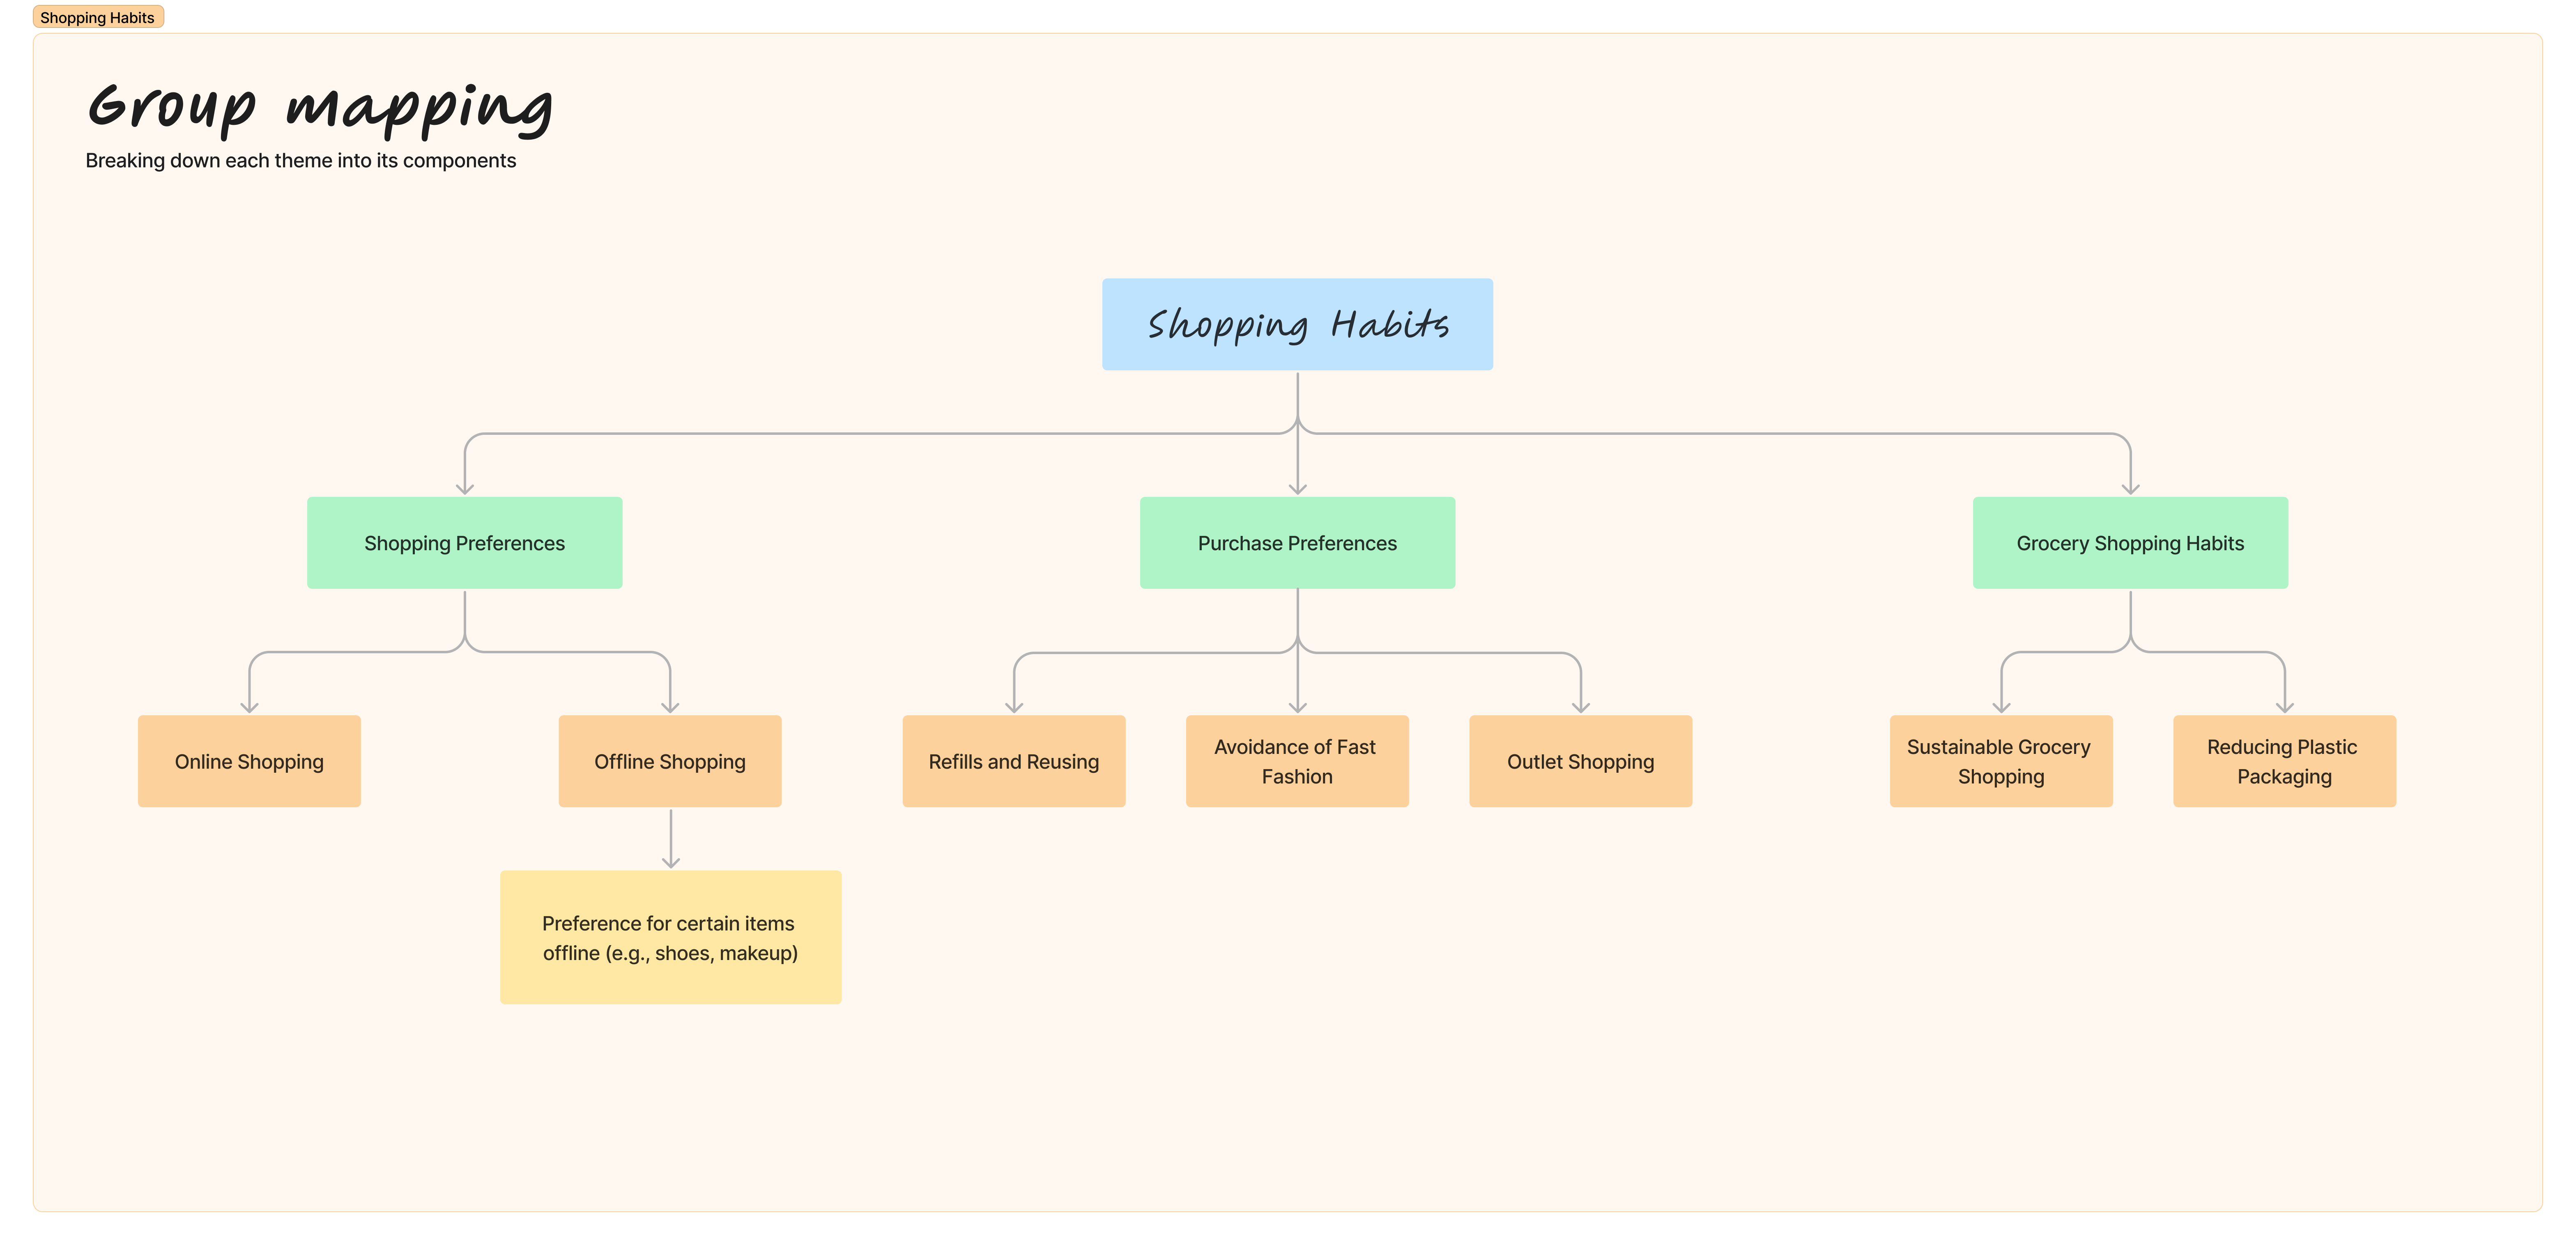 Shopping Habits
Group mapping
Breaking down each theme into its components
Shopping Habits
Shopping Preferences
Purchase Preferences
Grocery Shopping Habits
Online Shopping
Offline Shopping
Refills and Reusing
Avoidance of Fast
Fashion
Outlet Shopping
Sustainable Grocery
Shopping
Reducing Plastic
Packaging
Preference for certain items
offline (e.g., shoes, makeup)